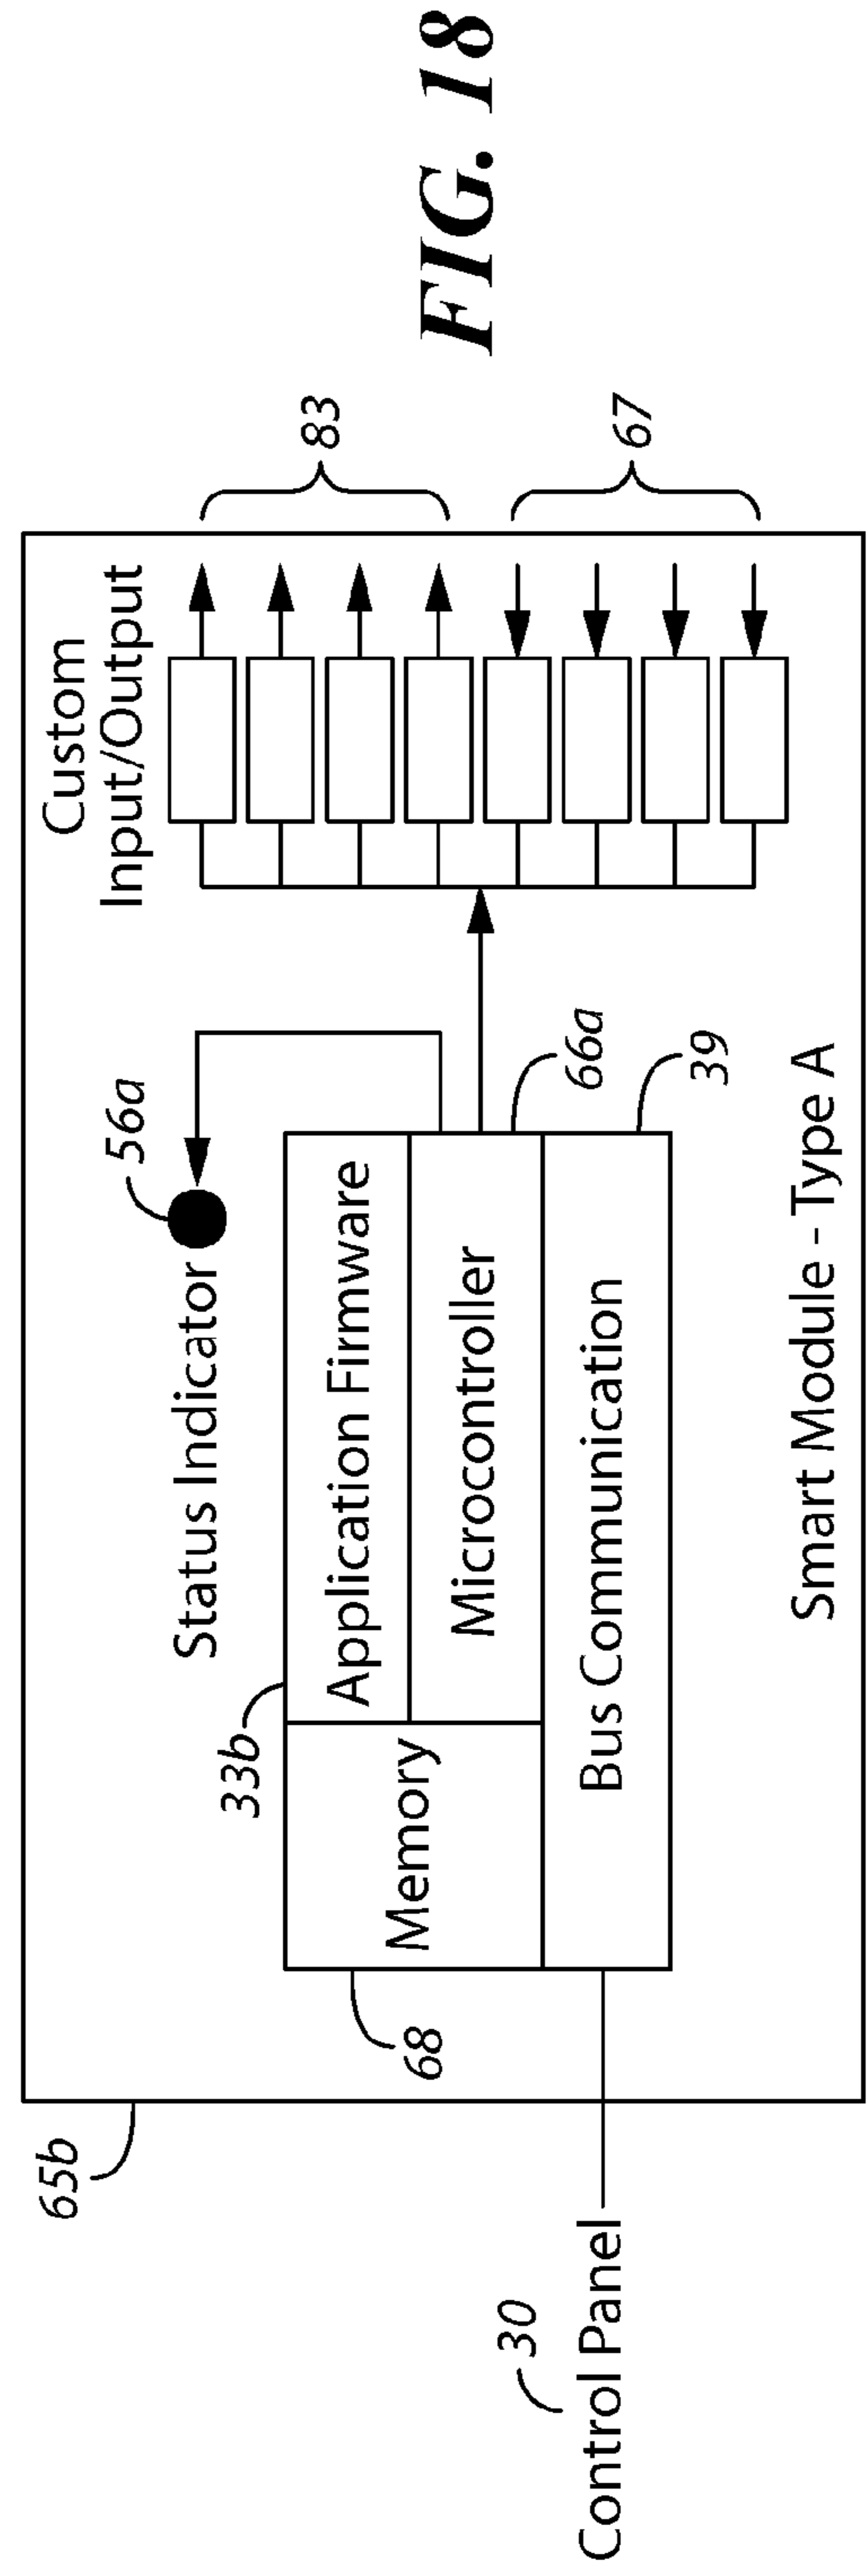 Custom
Input/Output
83
67
56a
Status Indicator
33b
Application Firmware
Memory
Microcontroller
66a
Bus Communication
39
68
65b
30
Control Panel
Smart Module - Type A
FIG. 18